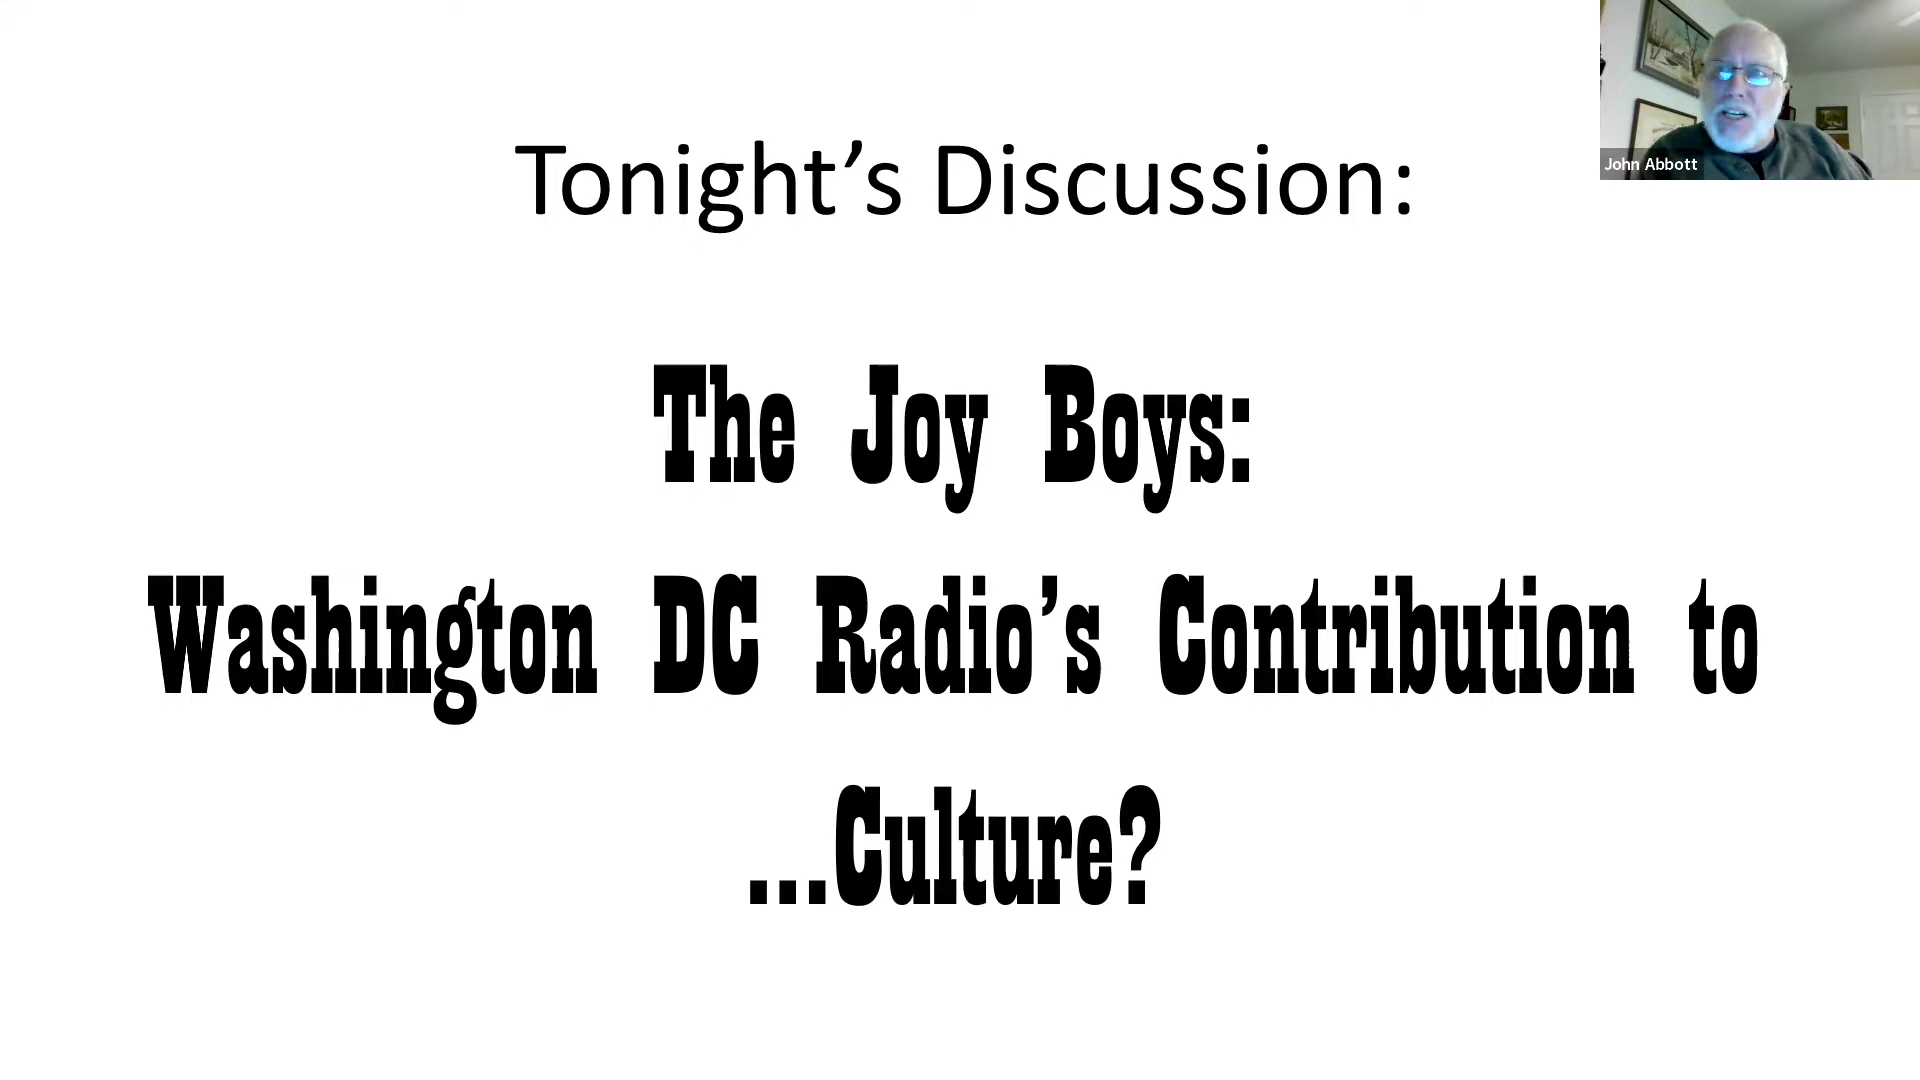 Tonight’s Discussion:
The Joy Boys:
Washington DC Radio’s Contribution to
...Culture?
John Abbott